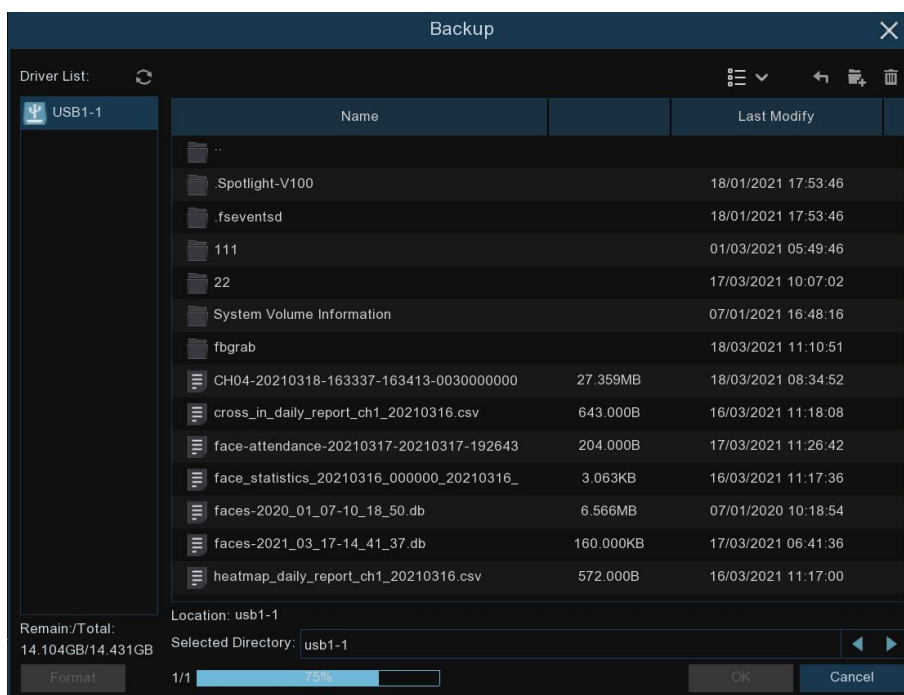 Backup
Driver List:
USB1-1
Name Last Modify
..
.Spotlight-V100 18/01/2021 17:53:46
.fseventsd 18/01/2021 17:53:46
111 01/03/2021 05:49:46
22 17/03/2021 10:07:02
System Volume Information 07/01/2021 16:48:16
fbgrab 18/03/2021 11:10:51
CH04-20210318-163337-163413-0030000000 27.359MB 18/03/2021 08:34:52
cross_in_daily_report_ch1_20210316.csv 643.000B 16/03/2021 11:18:08
face-attendance-20210317-20210317-192643 204.000B 17/03/2021 11:26:42
face_statistics_20210316_000000_20210316_ 3.063KB 16/03/2021 11:17:36
faces-2020_01_07-10_18_50.db 6.566MB 07/01/2020 10:18:54
faces-2021_03_17-14_41_37.db 160.000KB 17/03/2021 06:41:36
heatmap_daily_report_ch1_20210316.csv 572.000B 16/03/2021 11:17:00
Location: usb1-1
Remain:/Total:
14.104GB/14.431GB
Selected Directory: usb1-1
Format 1/1 75% OK Cancel